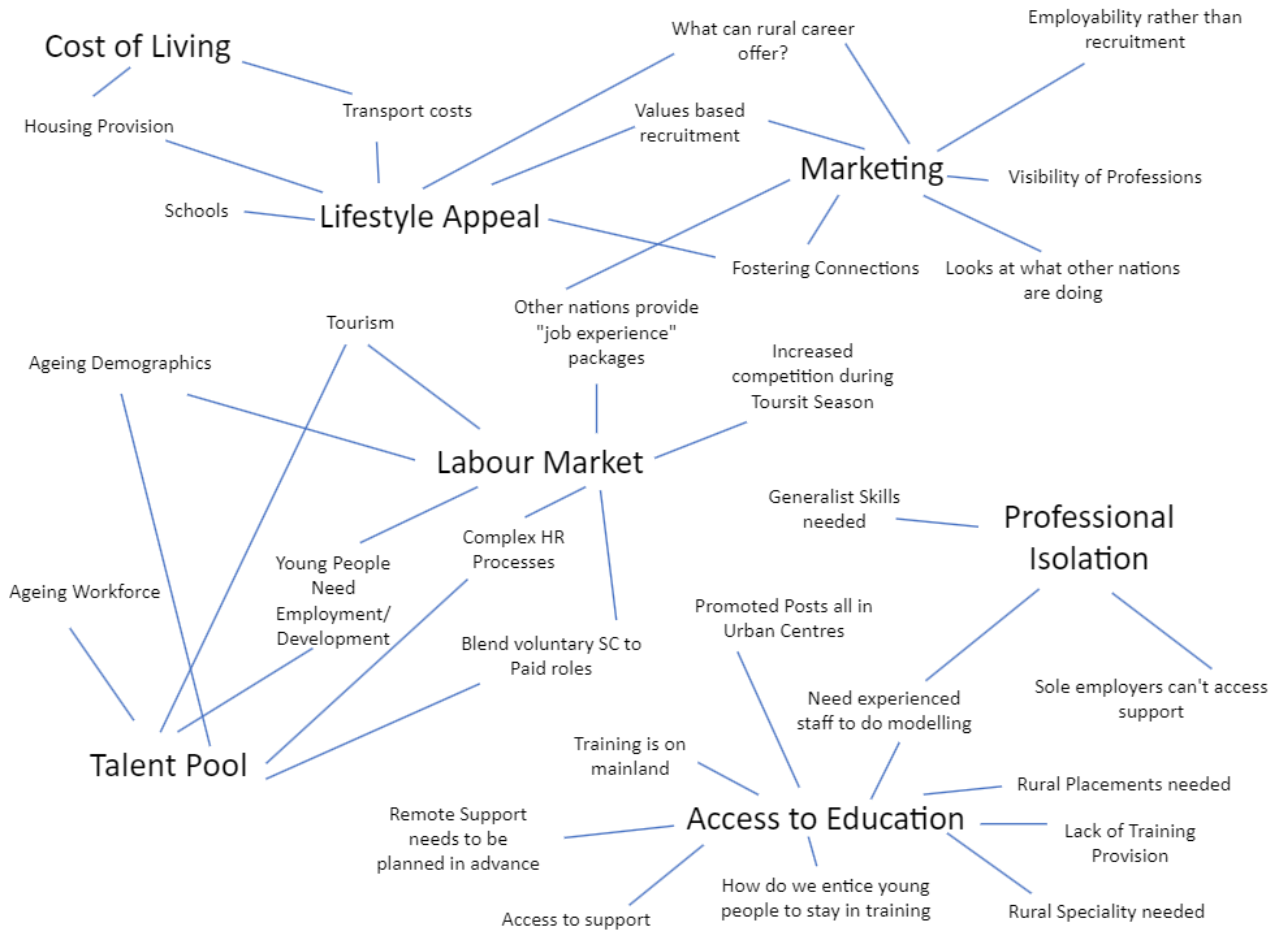 Cost of Living
What can rural career
offer?
Employability rather than
recruitment
Housing Provision
Transport costs
Values based
recruitment
Marketing
Visibility of Professions
Schools
Lifestyle Appeal
Fostering Connections
Looks at what other nations
are doing
Other nations provide
"job experience"
packages
Tourism
Ageing Demographics
Increased
competition during
Toursit Season
Labour Market
Generalist Skills
needed
Professional
Isolation
Complex HR
Processes
Young People
Need
Employment/
Development
Ageing Workforce
Blend voluntary SC to
Paid roles
Promoted Posts all in
Urban Centres
Need experienced
staff to do modelling
Sole employers can't access
support
Talent Pool
Training is on
mainland
Access to Education
Rural Placements needed
Lack of Training
Provision
Remote Support
needs to be
planned in advance
Access to support
How do we entice young
people to stay in training
Rural Speciality needed